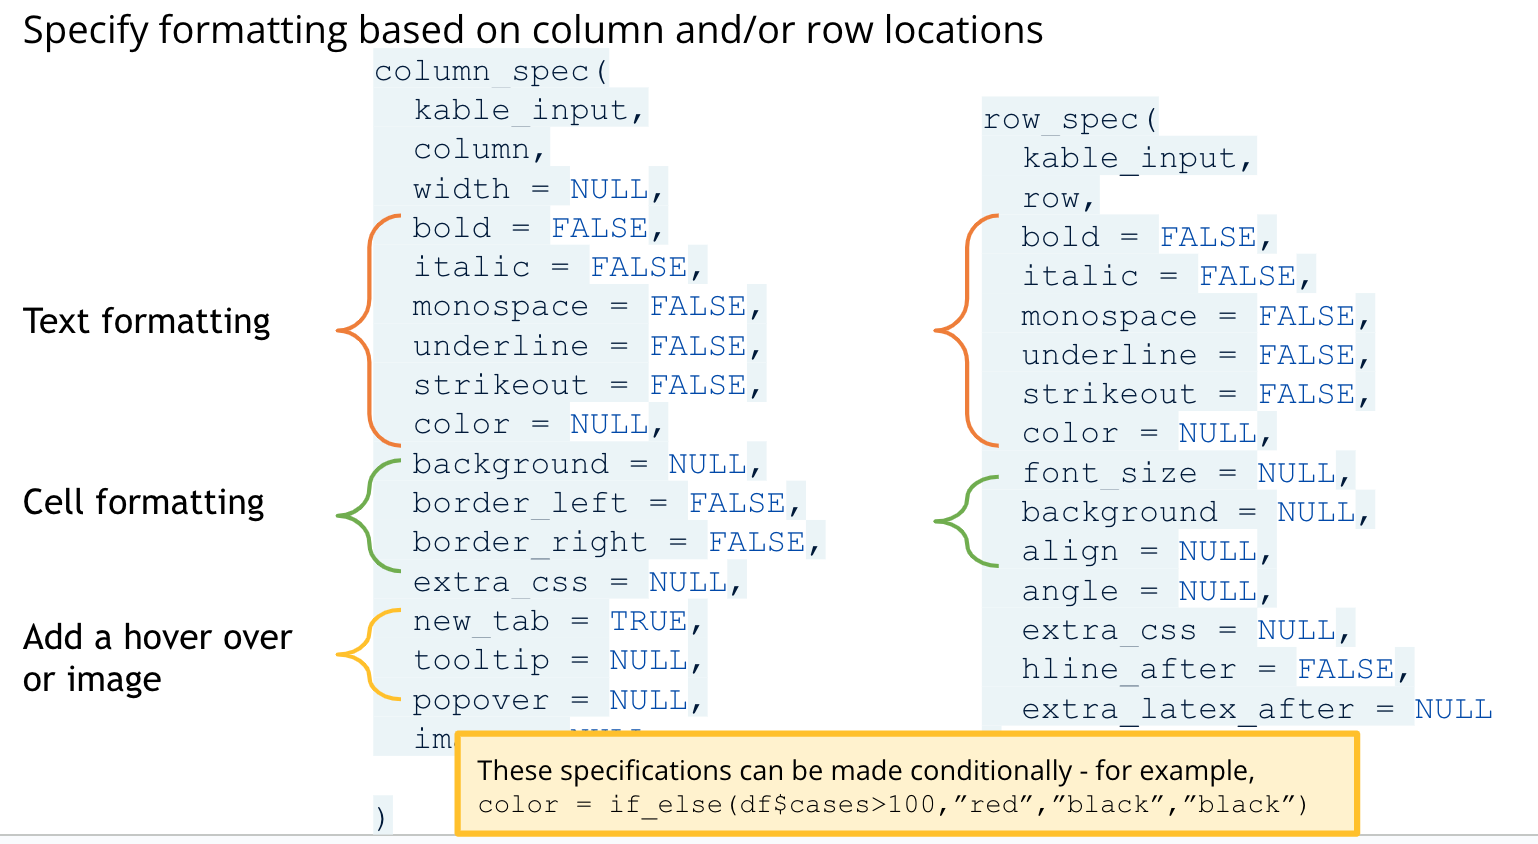 Specify formatting based on column and/or row locations
column_spec(
kable_input,
column,
width = NULL,
bold = FALSE,
italic = FALSE,
monospace = FALSE,
underline = FALSE,
strikeout = FALSE,
color = NULL,
background = NULL,
border_left = FALSE,
border_right = FALSE,
extra_css = NULL,
new_tab = TRUE,
tooltip = NULL,
popover = NULL,
im
)
Text formatting
Cell formatting
Add a hover over
or image
row_spec(
kable_input,
row,
bold = FALSE,
italic = FALSE,
monospace = FALSE,
underline = FALSE,
strikeout = FALSE,
color = NULL,
font_size = NULL,
background = NULL,
align = NULL,
angle = NULL,
extra_css = NULL,
hline_after = FALSE,
extra_latex_after = NULL
These specifications can be made conditionally - for example,
color = if_else(df$cases>100,”red”,”black”,”black”)